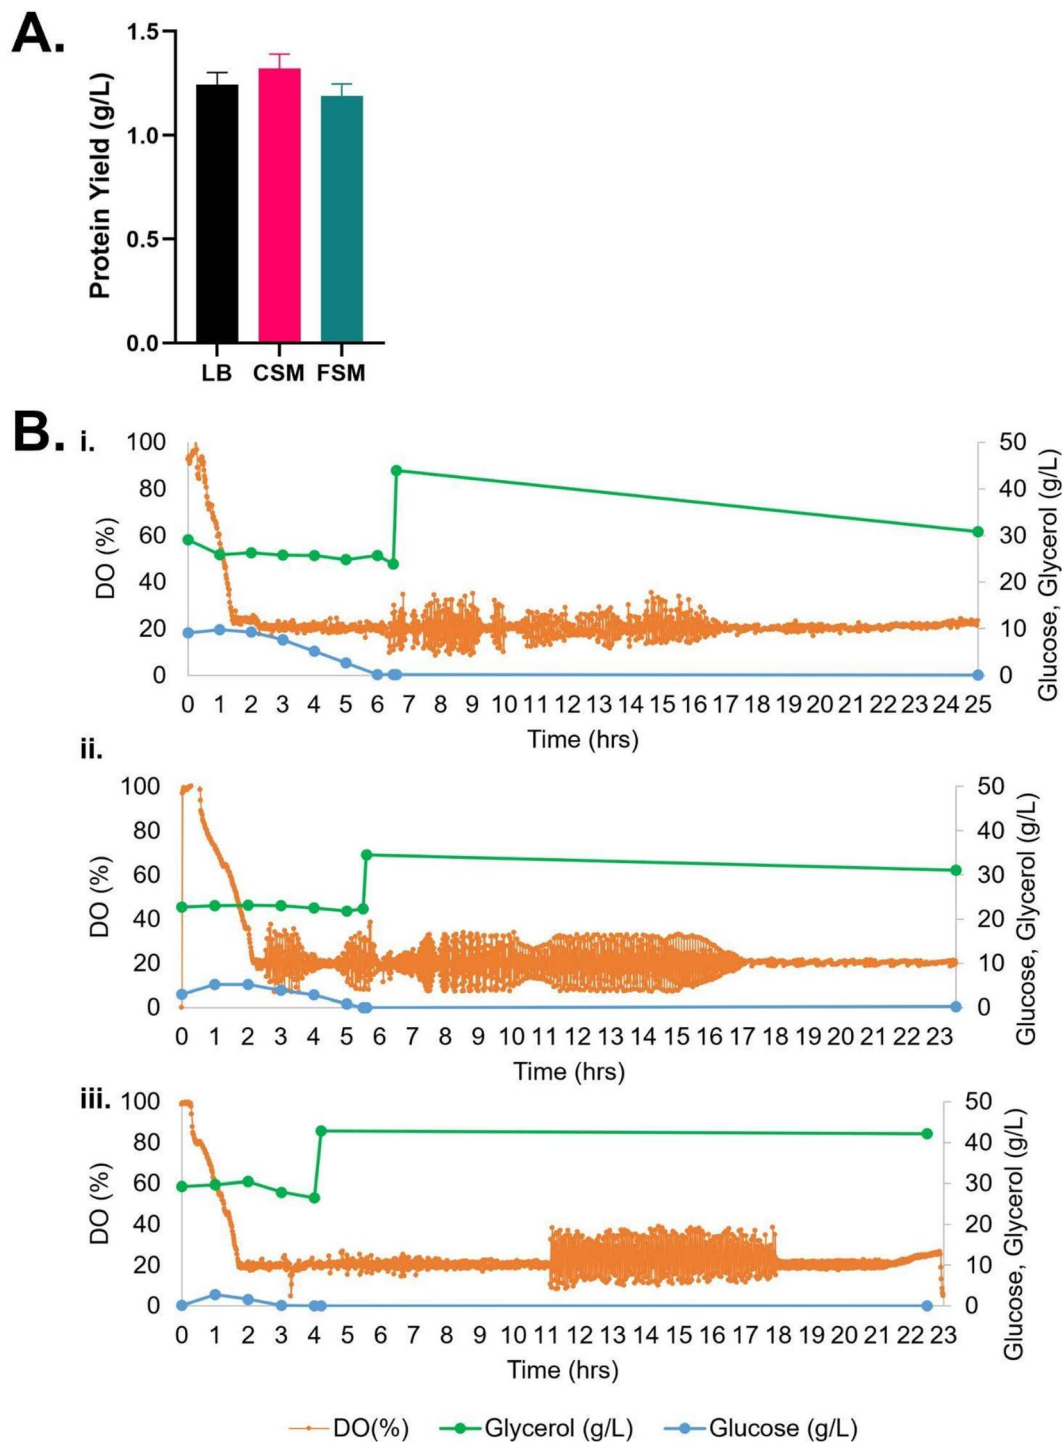 A.
Protein Yield (g/L)
1.5
1.0
0.5
0.0
LB CSM FSM
B.
i.
DO (%)
100
80
60
40
20
0
50
40
30
20
10
0
Glucose, Glycerol (g/L)
0 1 2 3 4 5 6 7 8 9 10 11 12 13 14 15 16 17 18 19 20 21 22 23 24 25
Time (hrs)
ii.
DO (%)
100
80
60
40
20
0
50
40
30
20
10
0
Glucose, Glycerol (g/L)
0 1 2 3 4 5 6 7 8 9 10 11 12 13 14 15 16 17 18 19 20 21 22 23
Time (hrs)
iii.
DO (%)
100
80
60
40
20
0
50
40
30
20
10
0
Glucose, Glycerol (g/L)
0 1 2 3 4 5 6 7 8 9 10 11 12 13 14 15 16 17 18 19 20 21 22 23
Time (hrs)
DO(%) Glycerol (g/L) Glucose (g/L)